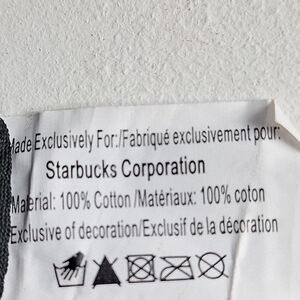 Made Exclusively For:/Fabriqué exclusivement pour:
Starbucks Corporation
Material: 100% Cotton/Matériaux: 100% coton
Exclusive of decoration/Exclusif de la décoration